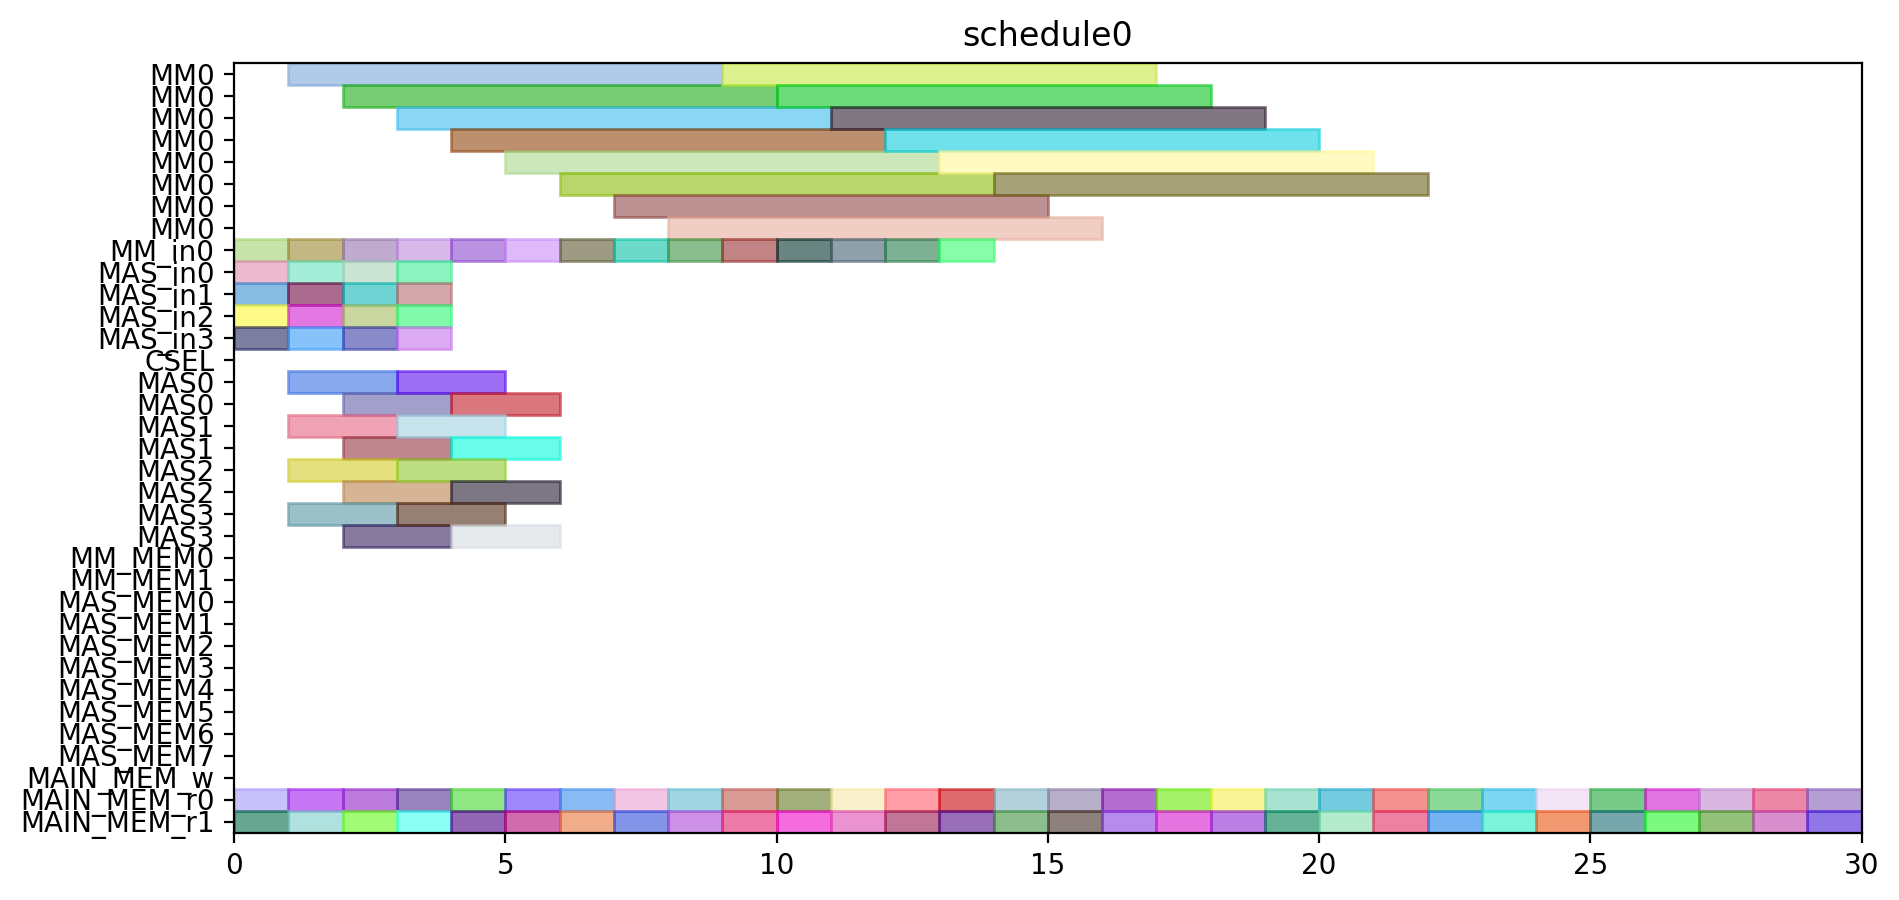 schedule0
MM0
MM0
MM0
MM0
MM0
MM0
MM0
MM0
MM_in0
MAS_in0
MAS_in1
MAS_in2
MAS_in3
CSEL
MAS0
MAS0
MAS1
MAS1
MAS2
MAS2
MAS3
MAS3
MM_MEM0
MM_MEM1
MAS_MEM0
MAS_MEM1
MAS_MEM2
MAS_MEM3
MAS_MEM4
MAS_MEM5
MAS_MEM6
MAS_MEM7
MAIN_MEM_w
MAIN_MEM_r0
MAIN_MEM_r1
0 5 10 15 20 25 30